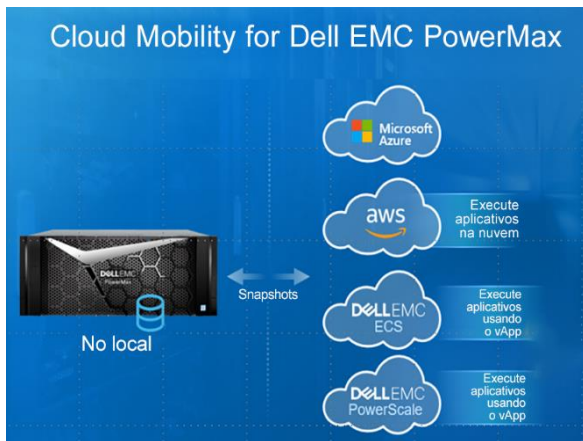 Cloud Mobility for Dell EMC PowerMax
Microsoft
Azure
aws
Execute
aplicativos
na nuvem
DELLEMC
PowerMax
Snapshots
No local
DELLEMC
ECS
Execute
aplicativos
usando
o vApp
DELLEMC
PowerScale
Execute
aplicativos
usando
o vApp